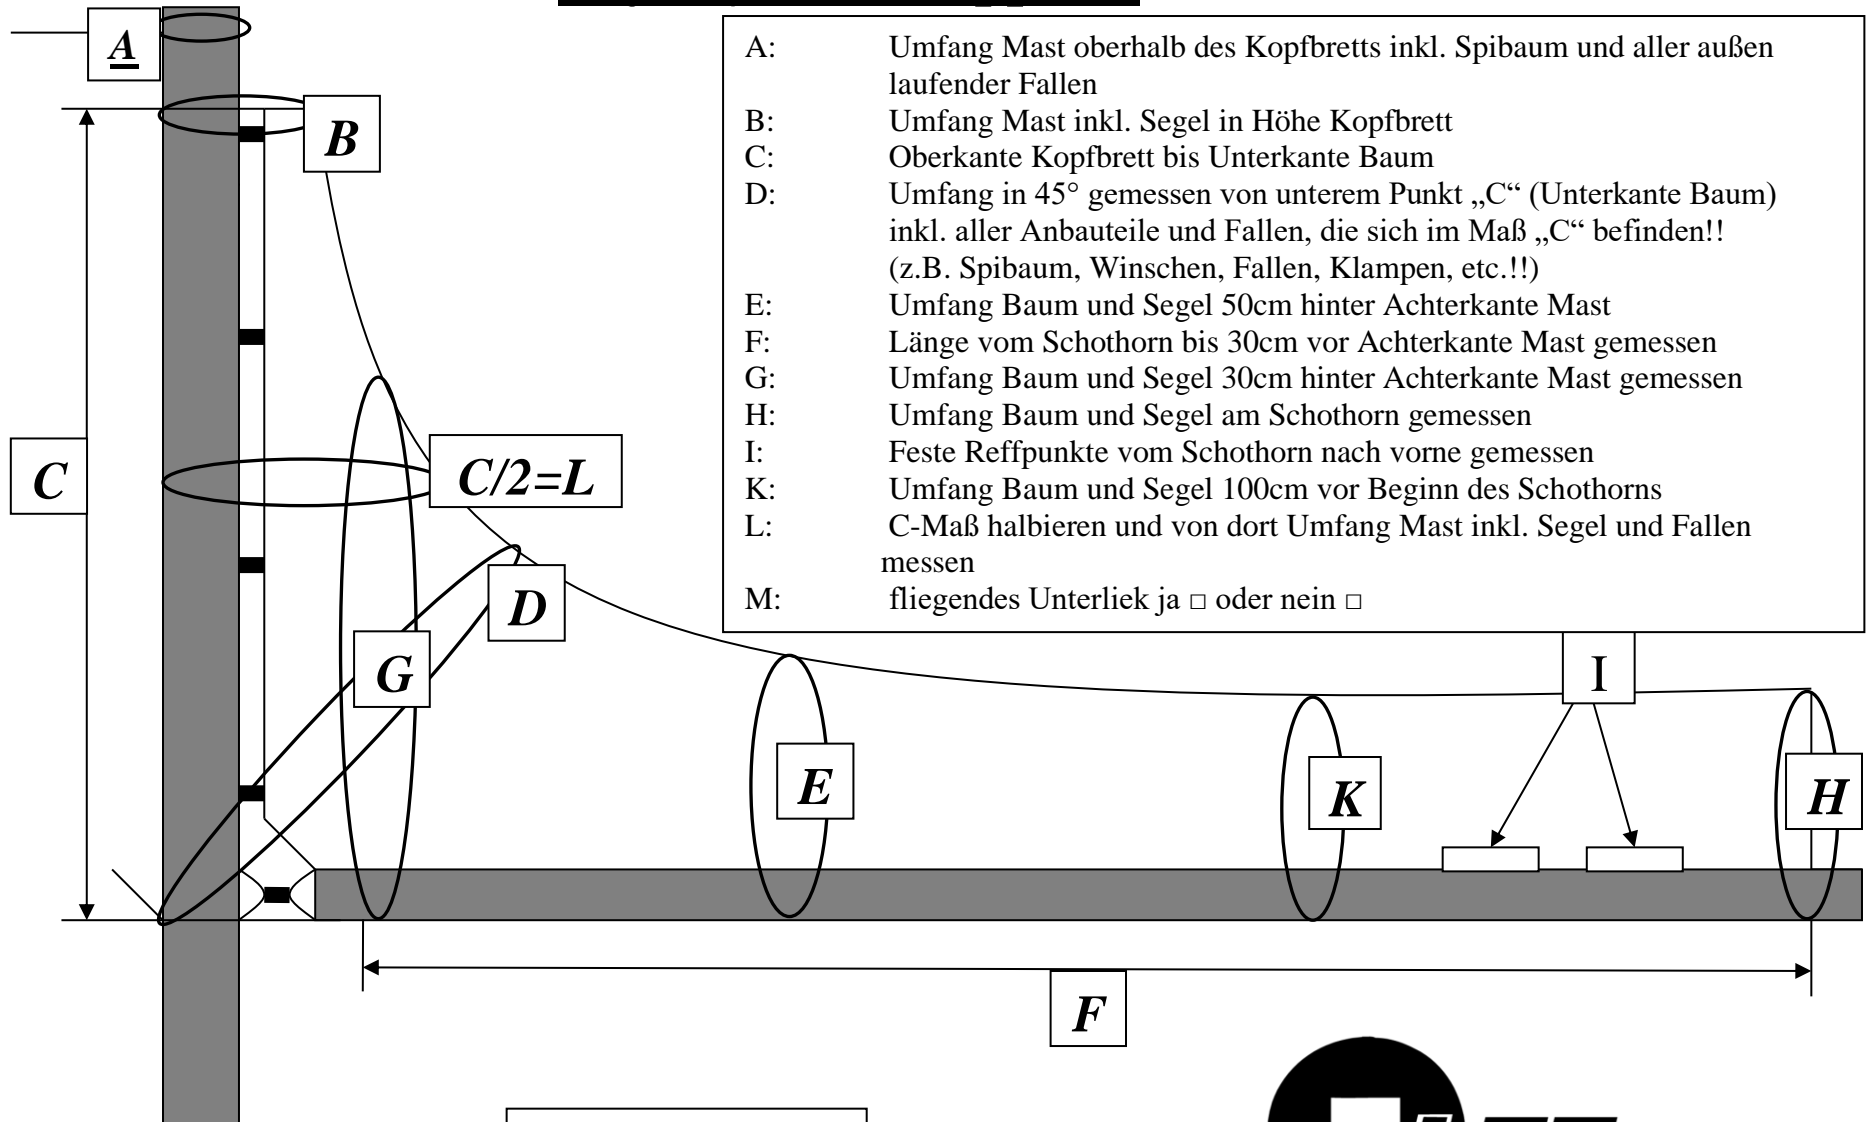 A
A: Umfang Mast oberhalb des Kopfbretts inkl. Spibaum und aller außen
laufender Fallen
B: Umfang Mast inkl. Segel in Höhe Kopfbrett
C: Oberkante Kopfbrett bis Unterkante Baum
D: Umfang in 45° gemessen von unterem Punkt „C“ (Unterkante Baum)
inkl. aller Anbauteile und Fallen, die sich im Maß „C“ befinden!!
(z.B. Spibaum, Winschen, Fallen, Klampen, etc.!!)
E: Umfang Baum und Segel 50cm hinter Achterkante Mast
F: Länge vom Schothorn bis 30cm vor Achterkante Mast gemessen
G: Umfang Baum und Segel 30cm hinter Achterkante Mast gemessen
H: Umfang Baum und Segel am Schothorn gemessen
I: Feste Reffpunkte vom Schothorn nach vorne gemessen
K: Umfang Baum und Segel 100cm vor Beginn des Schothorns
L: C-Maß halbieren und von dort Umfang Mast inkl. Segel und Fallen
messen
M: fliegendes Unterliek ja □ oder nein □
B
C
C/2=L
D
G
I
E
K
H
F